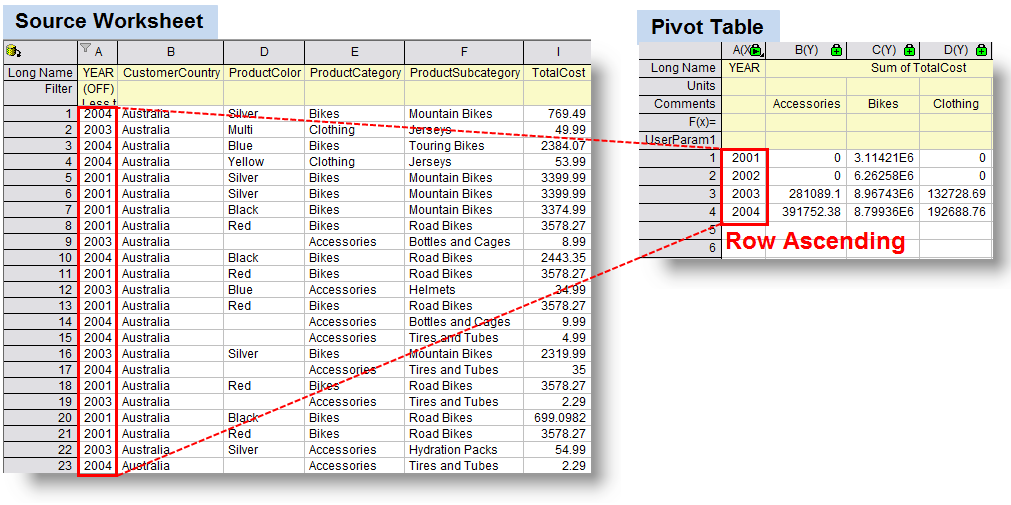 Source Worksheet
A B D E F I
Long Name YEAR CustomerCountry ProductColor ProductCategory ProductSubcategory TotalCost
Filter (OFF)
Less t
1 2004 Australia Silver Bikes Mountain Bikes 769.49
2 2003 Australia Multi Clothing Jerseys 49.99
3 2004 Australia Blue Bikes Touring Bikes 2384.07
4 2004 Australia Yellow Clothing Jerseys 53.99
5 2001 Australia Silver Bikes Mountain Bikes 3399.99
6 2001 Australia Silver Bikes Mountain Bikes 3399.99
7 2001 Australia Black Bikes Mountain Bikes 3374.99
8 2001 Australia Red Bikes Road Bikes 3578.27
9 2003 Australia Accessories Bottles and Cages 8.99
10 2004 Australia Black Bikes Road Bikes 2443.35
11 2001 Australia Red Bikes Road Bikes 3578.27
12 2003 Australia Blue Accessories Helmets 34.99
13 2001 Australia Red Bikes Road Bikes 3578.27
14 2004 Australia Accessories Bottles and Cages 9.99
15 2004 Australia Accessories Tires and Tubes 4.99
16 2003 Australia Silver Bikes Mountain Bikes 2319.99
17 2004 Australia Accessories Tires and Tubes 35
18 2001 Australia Red Bikes Road Bikes 3578.27
19 2003 Australia Accessories Tires and Tubes 2.29
20 2001 Australia Black Bikes Road Bikes 699.0982
21 2001 Australia Red Bikes Road Bikes 3578.27
22 2003 Australia Silver Accessories Hydration Packs 54.99
23 2004 Australia Accessories Tires and Tubes 2.29
Pivot Table
A(X) B(Y) C(Y) D(Y)
Long Name YEAR Sum of TotalCost
Units
Comments Accessories Bikes Clothing
F(x)=
UserParam1
1 2001 0 3.11421E6 0
2 2002 0 6.26258E6 0
3 2003 281089.1 8.96743E6 132728.69
4 2004 391752.38 8.79936E6 192688.76
5
6
Row Ascending